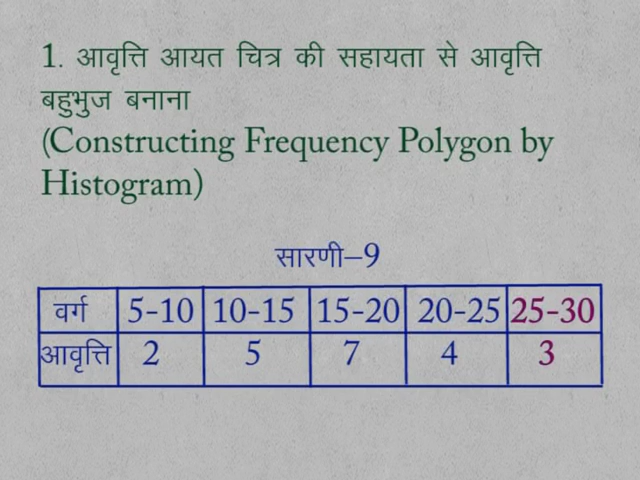 1. आवृत्ति आयत चित्र की सहायता से आवृत्ति
बहुभुज बनाना
(Constructing Frequency Polygon by
Histogram)
सारणी–9
वर्ग 5-10 10-15 15-20 20-25 25-30
आवृत्ति 2 5 7 4 3